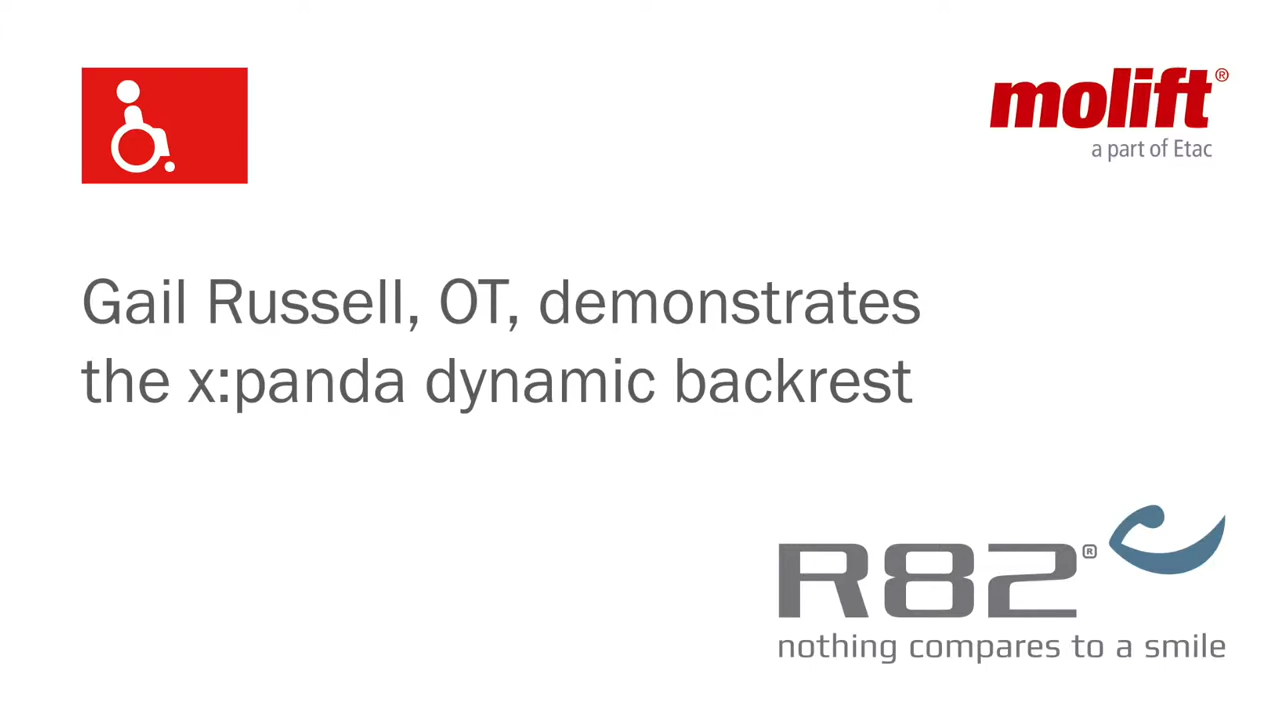 molift®
a part of Etac
Gail Russell, OT, demonstrates
the x:panda dynamic backrest
R82®
nothing compares to a smile